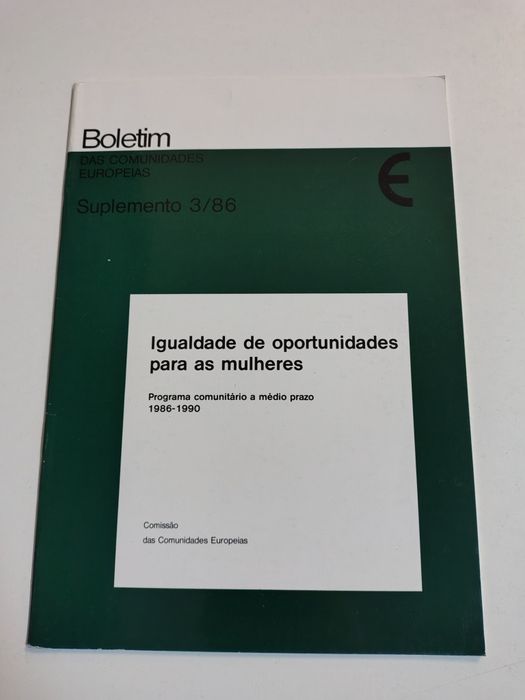 Boletim
DAS COMUNIDADES
EUROPEIAS
Suplemento 3/86
Igualdade de oportunidades
para as mulheres
Programa comunitário a médio prazo
1986-1990
Comissão
das Comunidades Europeias